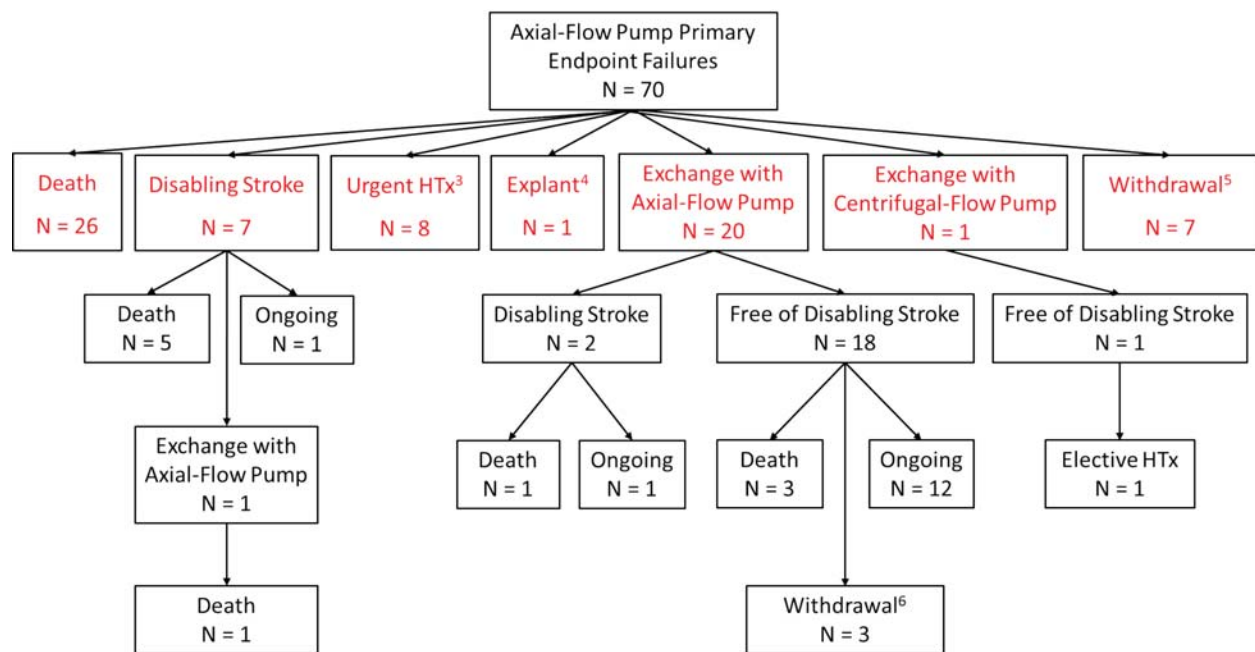 Axial-Flow Pump Primary
Endpoint Failures
N = 70
Death
N = 26
Disabling Stroke
N = 7
Urgent HTx³
N = 8
Explant⁴
N = 1
Exchange with
Axial-Flow Pump
N = 20
Exchange with
Centrifugal-Flow Pump
N = 1
Withdrawal⁵
N = 7
Death
N = 5
Ongoing
N = 1
Disabling Stroke
N = 2
Free of Disabling Stroke
N = 18
Free of Disabling Stroke
N = 1
Exchange with
Axial-Flow Pump
N = 1
Death
N = 1
Ongoing
N = 1
Death
N = 3
Ongoing
N = 12
Elective HTx
N = 1
Death
N = 1
Withdrawal⁶
N = 3